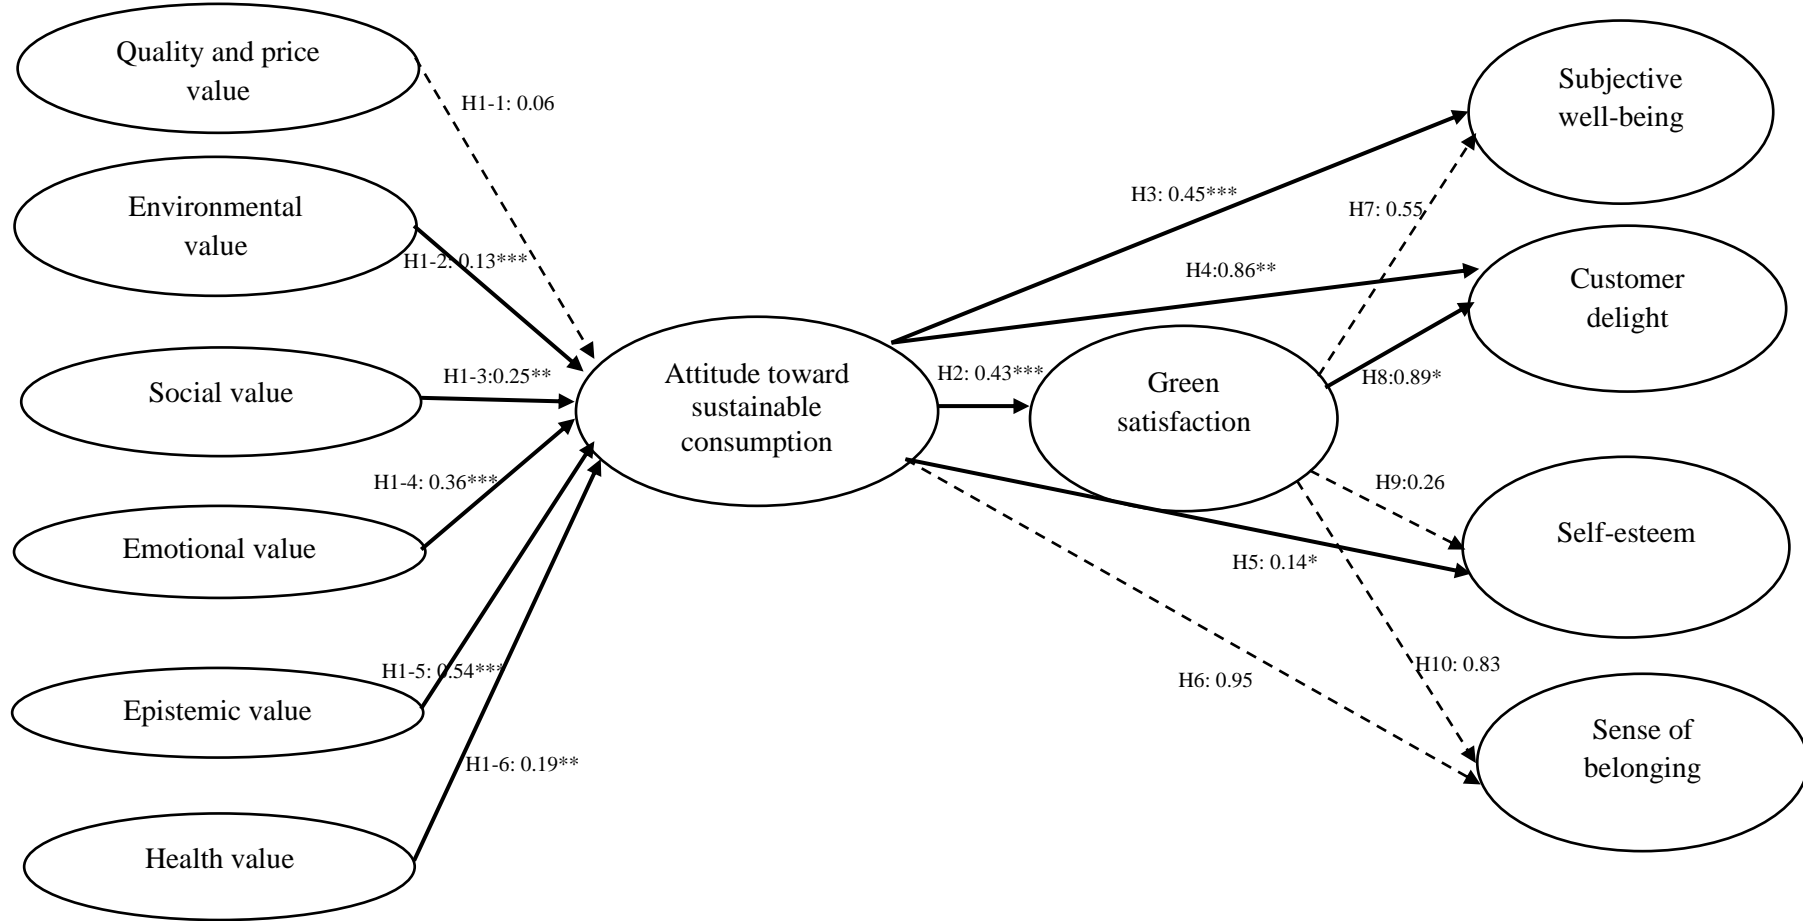 Quality and price
value
H1-1: 0.06
Environmental
value
H1-2: 0.13***
Social value
H1-3:0.25**
Emotional value
H1-4: 0.36***
Epistemic value
H1-5: 0.54***
Health value
H1-6: 0.19**
Attitude toward
sustainable
consumption
H2: 0.43***
Green
satisfaction
H3: 0.45***
H4:0.86**
H5: 0.14*
H6: 0.95
H7: 0.55
H8:0.89*
H9:0.26
H10: 0.83
Subjective
well-being
Customer
delight
Self-esteem
Sense of
belonging